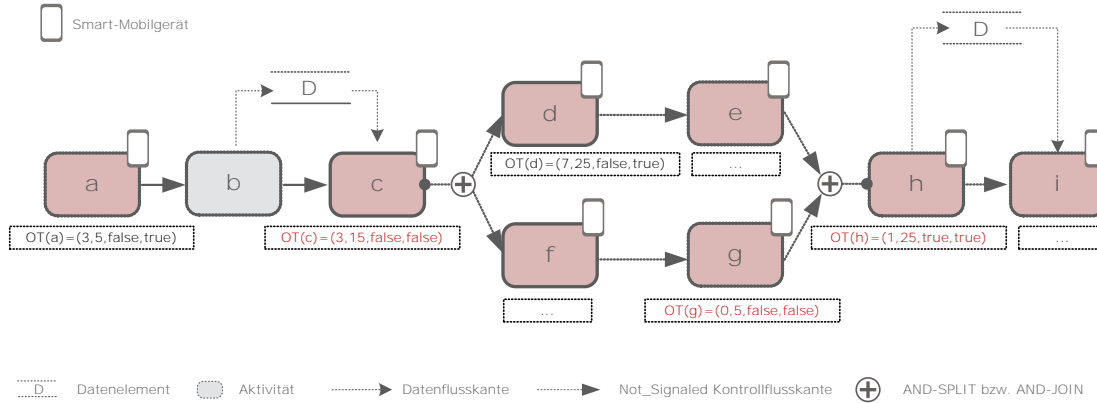 Smart-Mobilgerät
D
D
a
b
c
d
e
f
g
h
i
OT(a)=(3,5,false,true)
OT(c)=(3,15,false,false)
OT(d)=(7,25,false,true)
...
...
OT(g)=(0,5,false,false)
OT(h)=(1,25,true,true)
...
D Datenelement
Aktivität
Datenflusskante
Not_Signaled Kontrollflusskante
AND-SPLIT bzw. AND-JOIN